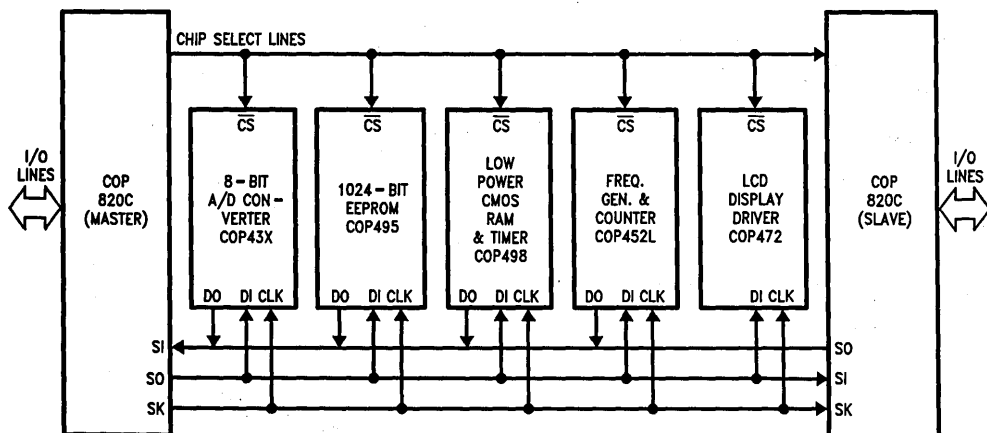 CHIP SELECT LINES
I/O
LINES
COP
820C
(MASTER)
CS
8-BIT
A/D CON-
VERTER
COP43X
DO DI CLK
CS
1024-BIT
EEPROM
COP495
DO DI CLK
CS
LOW
POWER
CMOS
RAM
& TIMER
COP498
DO DI CLK
CS
FREQ.
GEN. &
COUNTER
COP452L
DO DI CLK
CS
LCD
DISPLAY
DRIVER
COP472
DI CLK
COP
820C
(SLAVE)
I/O
LINES
SI
SO
SK
SO
SI
SK